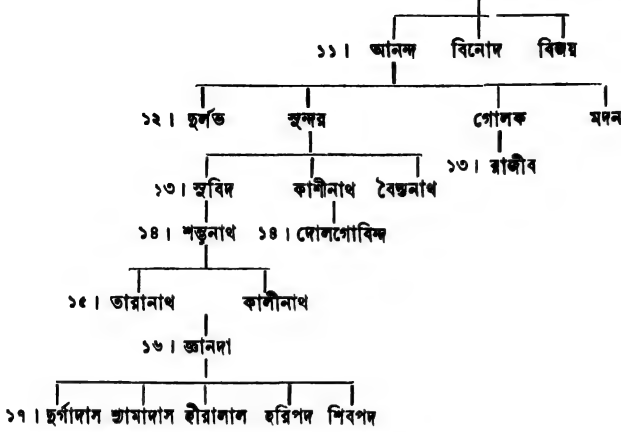 ১১। আনন্দ বিনোদ বিজয়
১২। দুর্লভ সুন্দর গোলক মদন
১৩। সুবিদ কাশীনাথ বৈদ্যনাথ ১৩। রাজীব
১৪। শম্ভুনাথ ১৪। দোলগোবিন্দ
১৫। তারানাথ কালীনাথ
১৬। জ্ঞানদা
১৭। দুর্গাদাস শ্যামাদাস হীরালাল হরিপদ শিবপদ